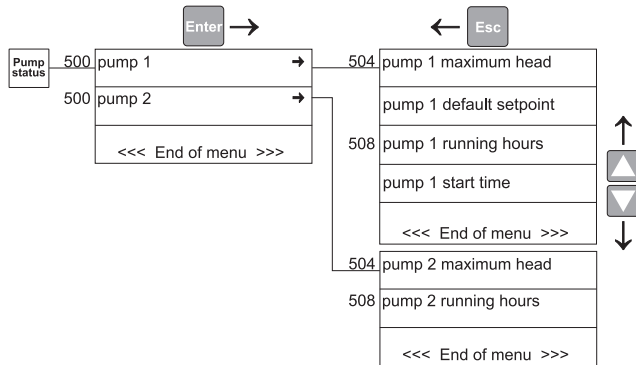 Enter → ← Esc
Pump
status
500 pump 1 →
500 pump 2 →
<<< End of menu >>>
504 pump 1 maximum head
pump 1 default setpoint
508 pump 1 running hours
pump 1 start time
<<< End of menu >>>
504 pump 2 maximum head
508 pump 2 running hours
<<< End of menu >>>